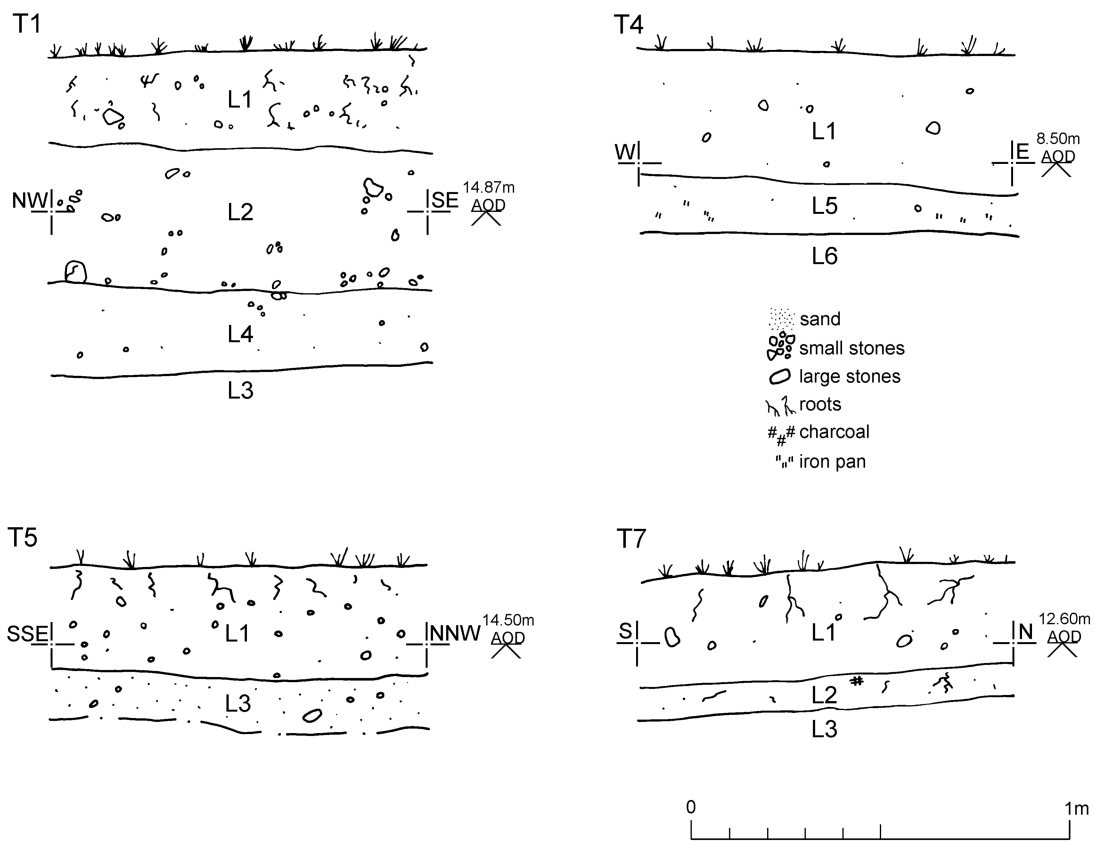 T1
L1
NW
L2
SE
14.87m
AOD
L4
L3
T4
L1
W
E
8.50m
AOD
L5
L6
sand
small stones
large stones
roots
charcoal
iron pan
T5
L1
SSE
NNW
14.50m
AOD
L3
T7
L1
S
N
12.60m
AOD
L2
L3
0
1m